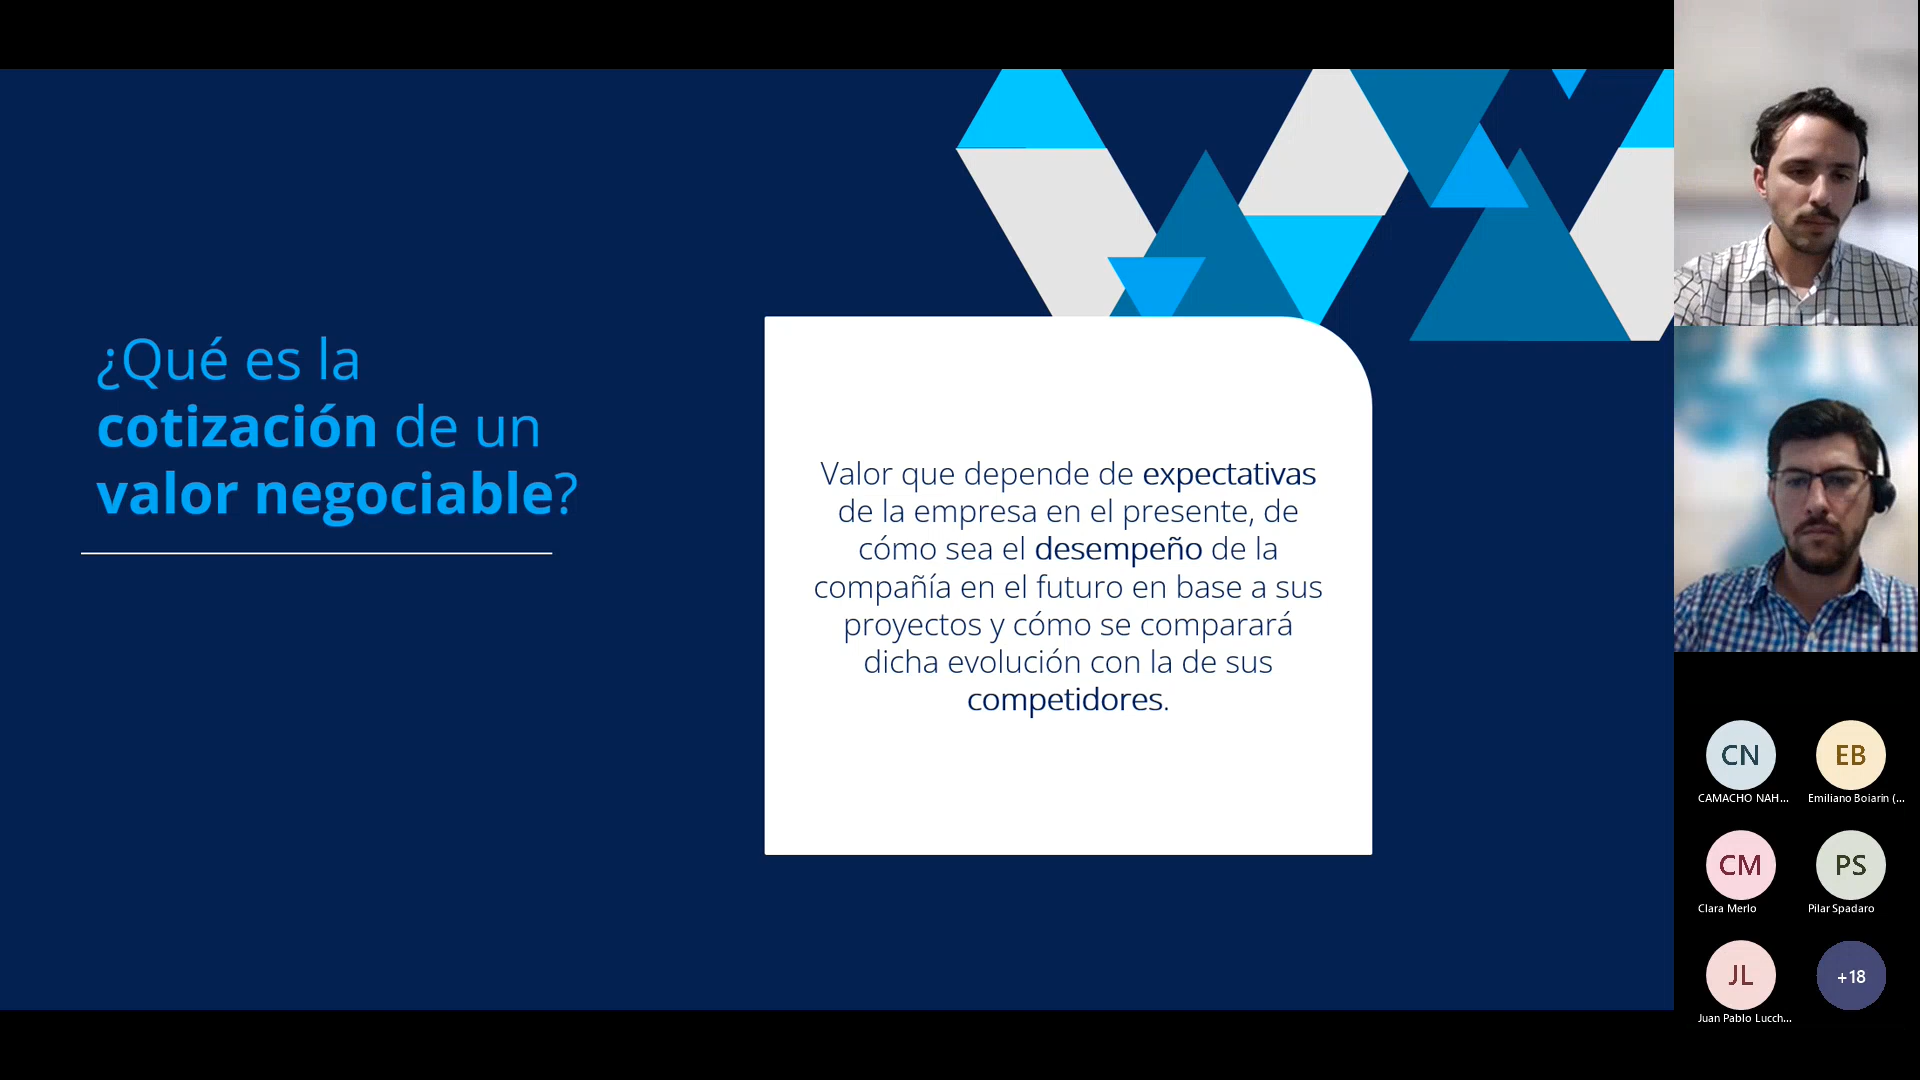 ¿Qué es la
cotización de un
valor negociable?
Valor que depende de expectativas
de la empresa en el presente, de
cómo sea el desempeño de la
compañía en el futuro en base a sus
proyectos y cómo se comparará
dicha evolución con la de sus
competidores.
CN
CAMACHO NAH...
EB
Emiliano Boiarin (...
CM
Clara Merlo
PS
Pilar Spadaro
JL
Juan Pablo Lucch...
+18